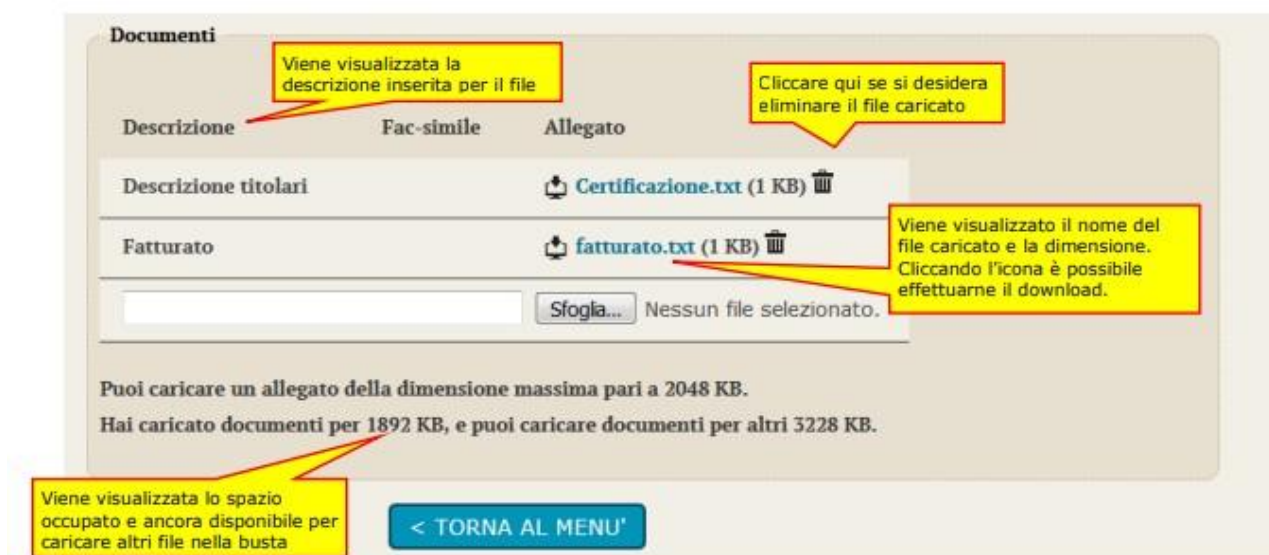 Documenti
Viene visualizzata la
descrizione inserita per il file
Cliccare qui se si desidera
eliminare il file caricato
Descrizione Fac-simile Allegato
Descrizione titolari Certificazione.txt (1 KB)
Fatturato fatturato.txt (1 KB)
Viene visualizzato il nome del
file caricato e la dimensione.
Cliccando l'icona è possibile
effettuarne il download.
Sfoglia... Nessun file selezionato.
Puoi caricare un allegato della dimensione massima pari a 2048 KB.
Hai caricato documenti per 1892 KB, e puoi caricare documenti per altri 3228 KB.
Viene visualizzata lo spazio
occupato e ancora disponibile per
caricare altri file nella busta
< TORNA AL MENU'